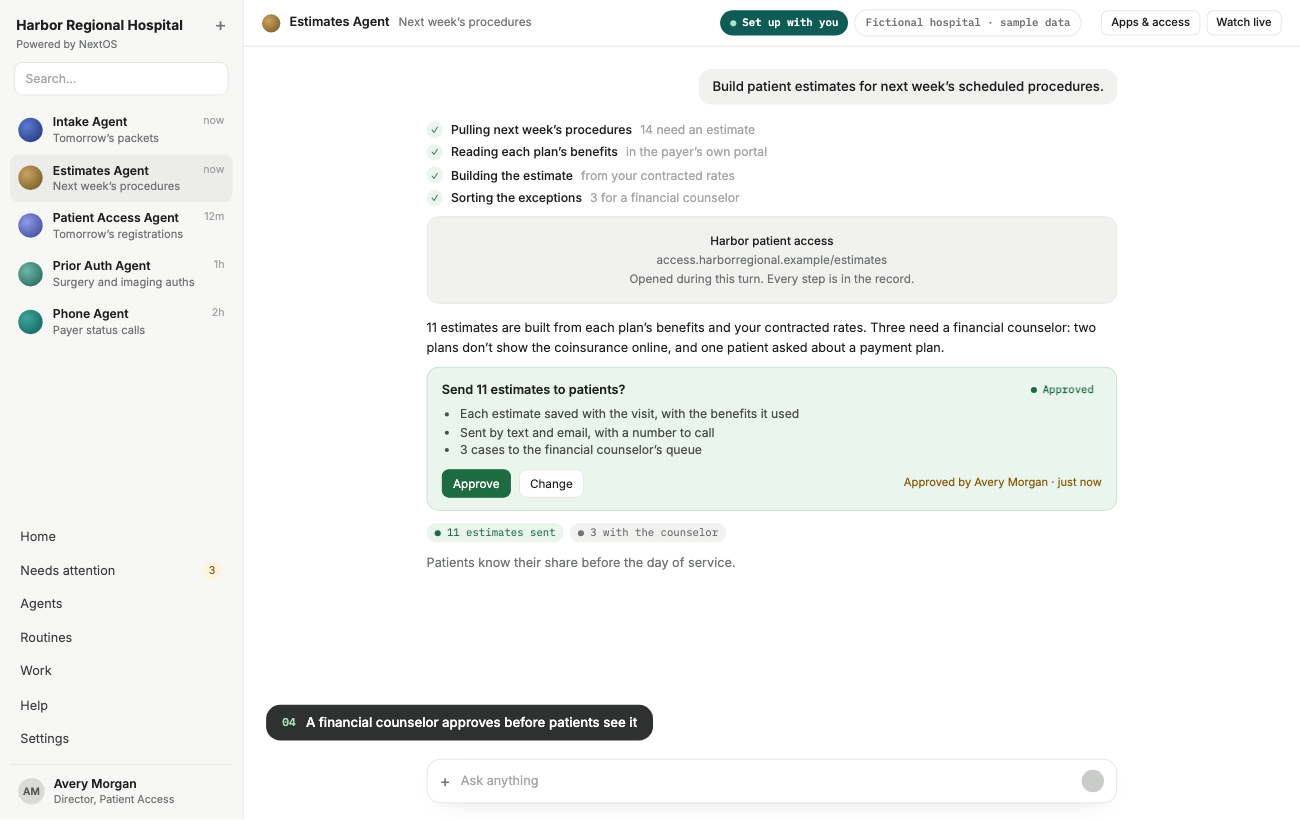 Harbor Regional Hospital
+
Powered by NextOS
Search...
Intake Agent
now
Tomorrow's packets
Estimates Agent
now
Next week's procedures
Patient Access Agent
12m
Tomorrow's registrations
Prior Auth Agent
1h
Surgery and imaging auths
Phone Agent
2h
Payer status calls
Home
Needs attention
3
Agents
Routines
Work
Help
Settings
AM
Avery Morgan
Director, Patient Access
Estimates Agent Next week's procedures
Set up with you
Fictional hospital · sample data
Apps & access
Watch live
Build patient estimates for next week's scheduled procedures.
Pulling next week's procedures 14 need an estimate
Reading each plan's benefits in the payer's own portal
Building the estimate from your contracted rates
Sorting the exceptions 3 for a financial counselor
Harbor patient access
access.harborregional.example/estimates
Opened during this turn. Every step is in the record.
11 estimates are built from each plan's benefits and your contracted rates. Three need a financial counselor: two
plans don't show the coinsurance online, and one patient asked about a payment plan.
Send 11 estimates to patients?
Approved
• Each estimate saved with the visit, with the benefits it used
• Sent by text and email, with a number to call
• 3 cases to the financial counselor's queue
Approve
Change
Approved by Avery Morgan · just now
11 estimates sent
3 with the counselor
Patients know their share before the day of service.
04 A financial counselor approves before patients see it
+ Ask anything